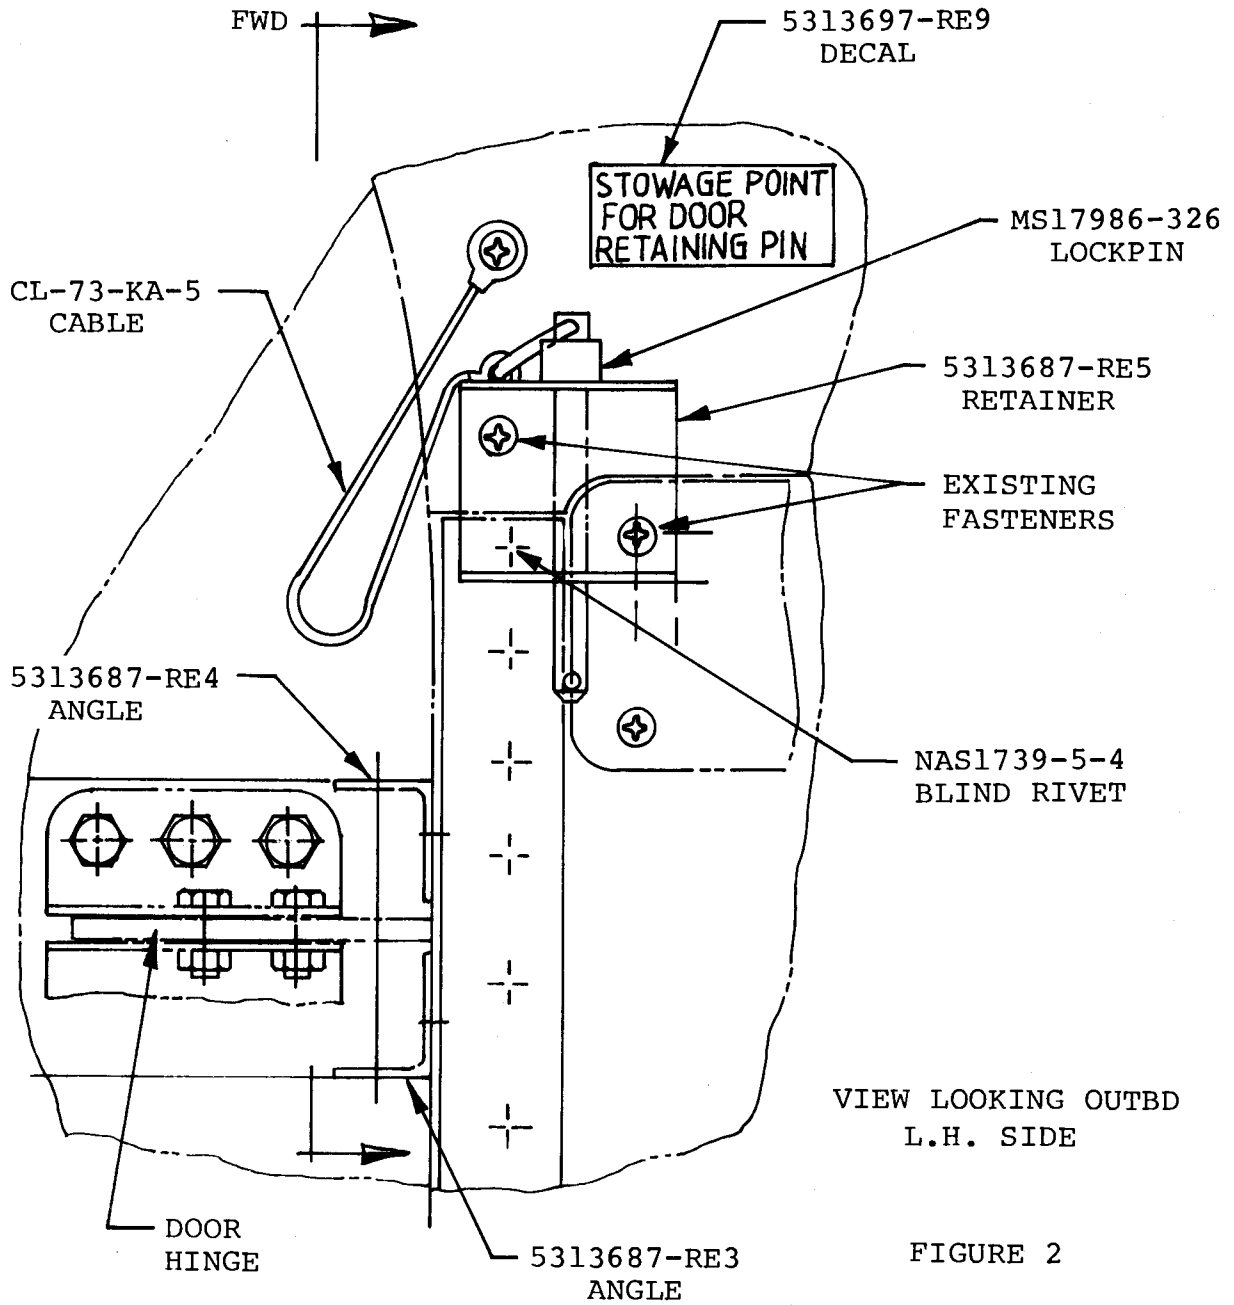 FWD
5313697-RE9
DECAL
STOWAGE POINT
FOR DOOR
RETAINING PIN
MS17986-326
LOCKPIN
CL-73-KA-5
CABLE
5313687-RE5
RETAINER
EXISTING
FASTENERS
5313687-RE4
ANGLE
NAS1739-5-4
BLIND RIVET
VIEW LOOKING OUTBD
L.H. SIDE
DOOR
HINGE
5313687-RE3
ANGLE
FIGURE 2